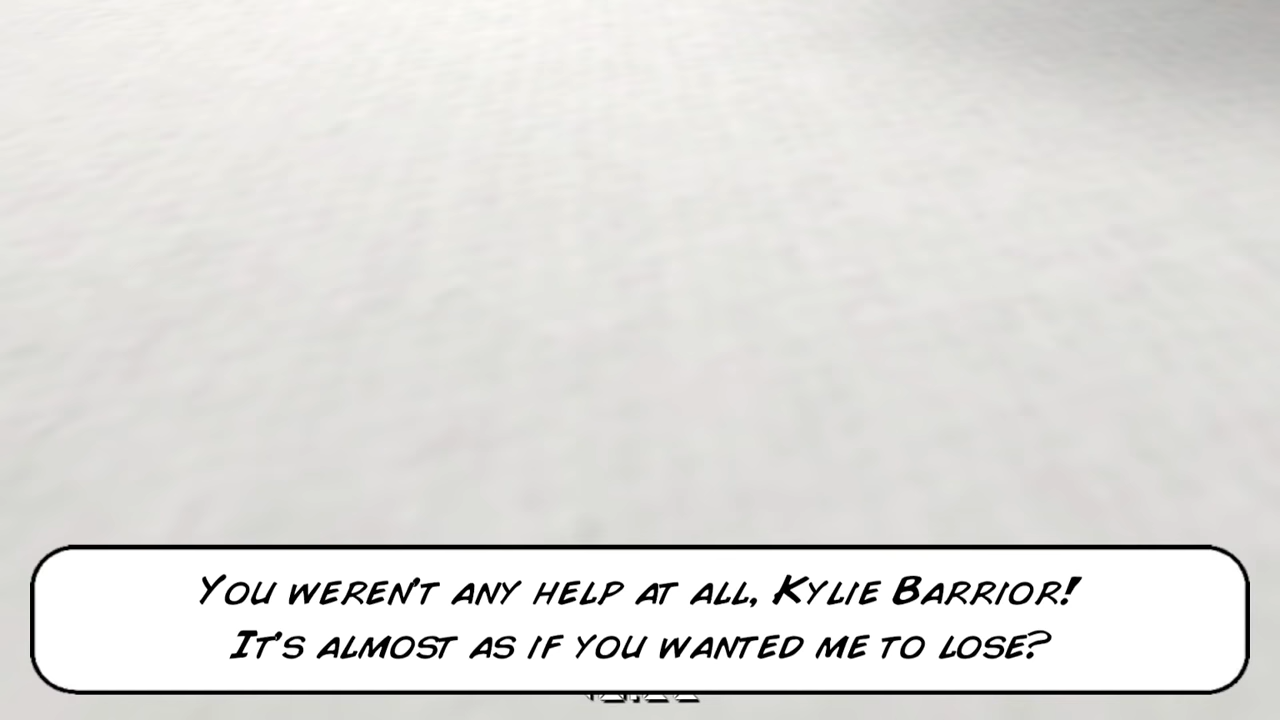 You weren't any help at all, Kylie Barrior!
It's almost as if you wanted me to lose?